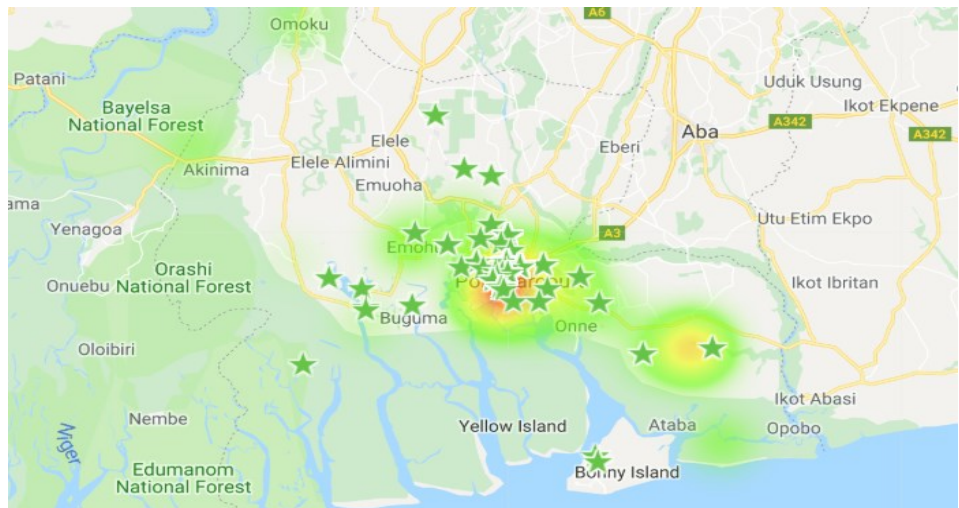 Omoku
A6
Patani
Uduk Usung
Ikot Ekpene
Bayelsa
National Forest
A342
Aba
A342
Elele
Eberi
Elele Alimini
Akinima
Emuoha
ama
Utu Etim Ekpo
Yenagoa
A3
Emoh
Orashi
National Forest
Onuebu
Ikot Ibritan
Po
Buguma
Onne
Oloibiri
Ikot Abasi
Nembe
Yellow Island
Ataba
Opobo
Niger
Edumanom
National Forest
Bonny Island